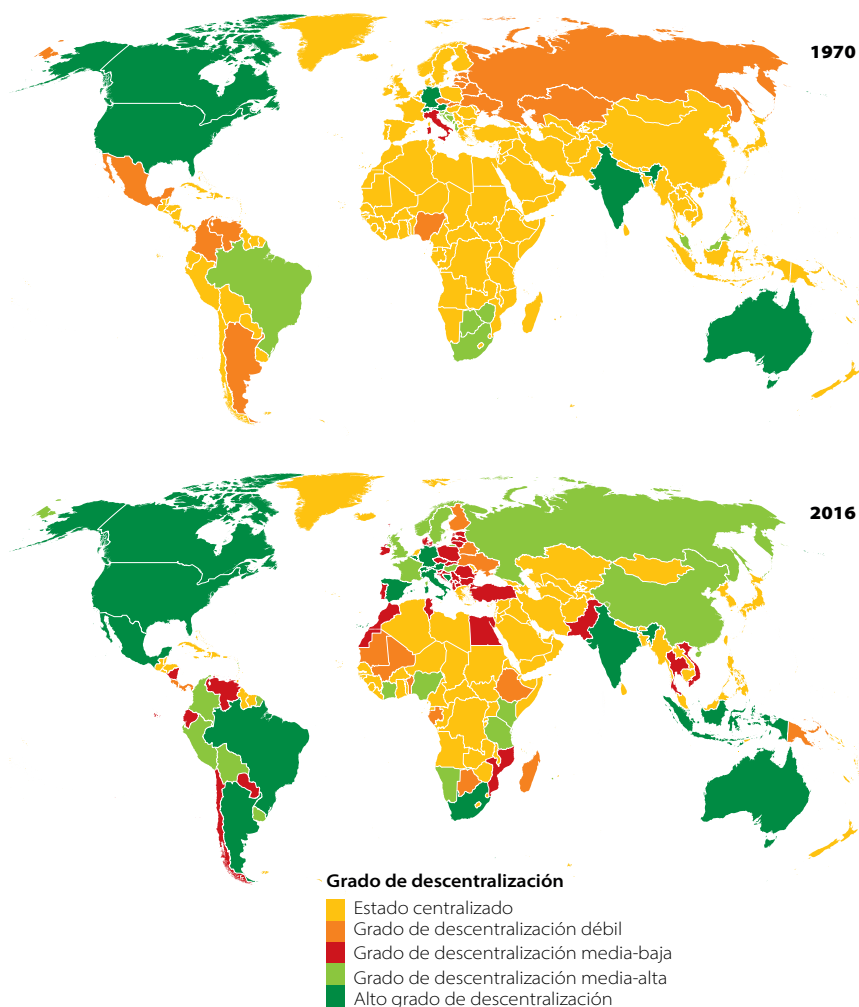 1970
2016
Grado de descentralización
Estado centralizado
Grado de descentralización débil
Grado de descentralización media-baja
Grado de descentralización media-alta
Alto grado de descentralización